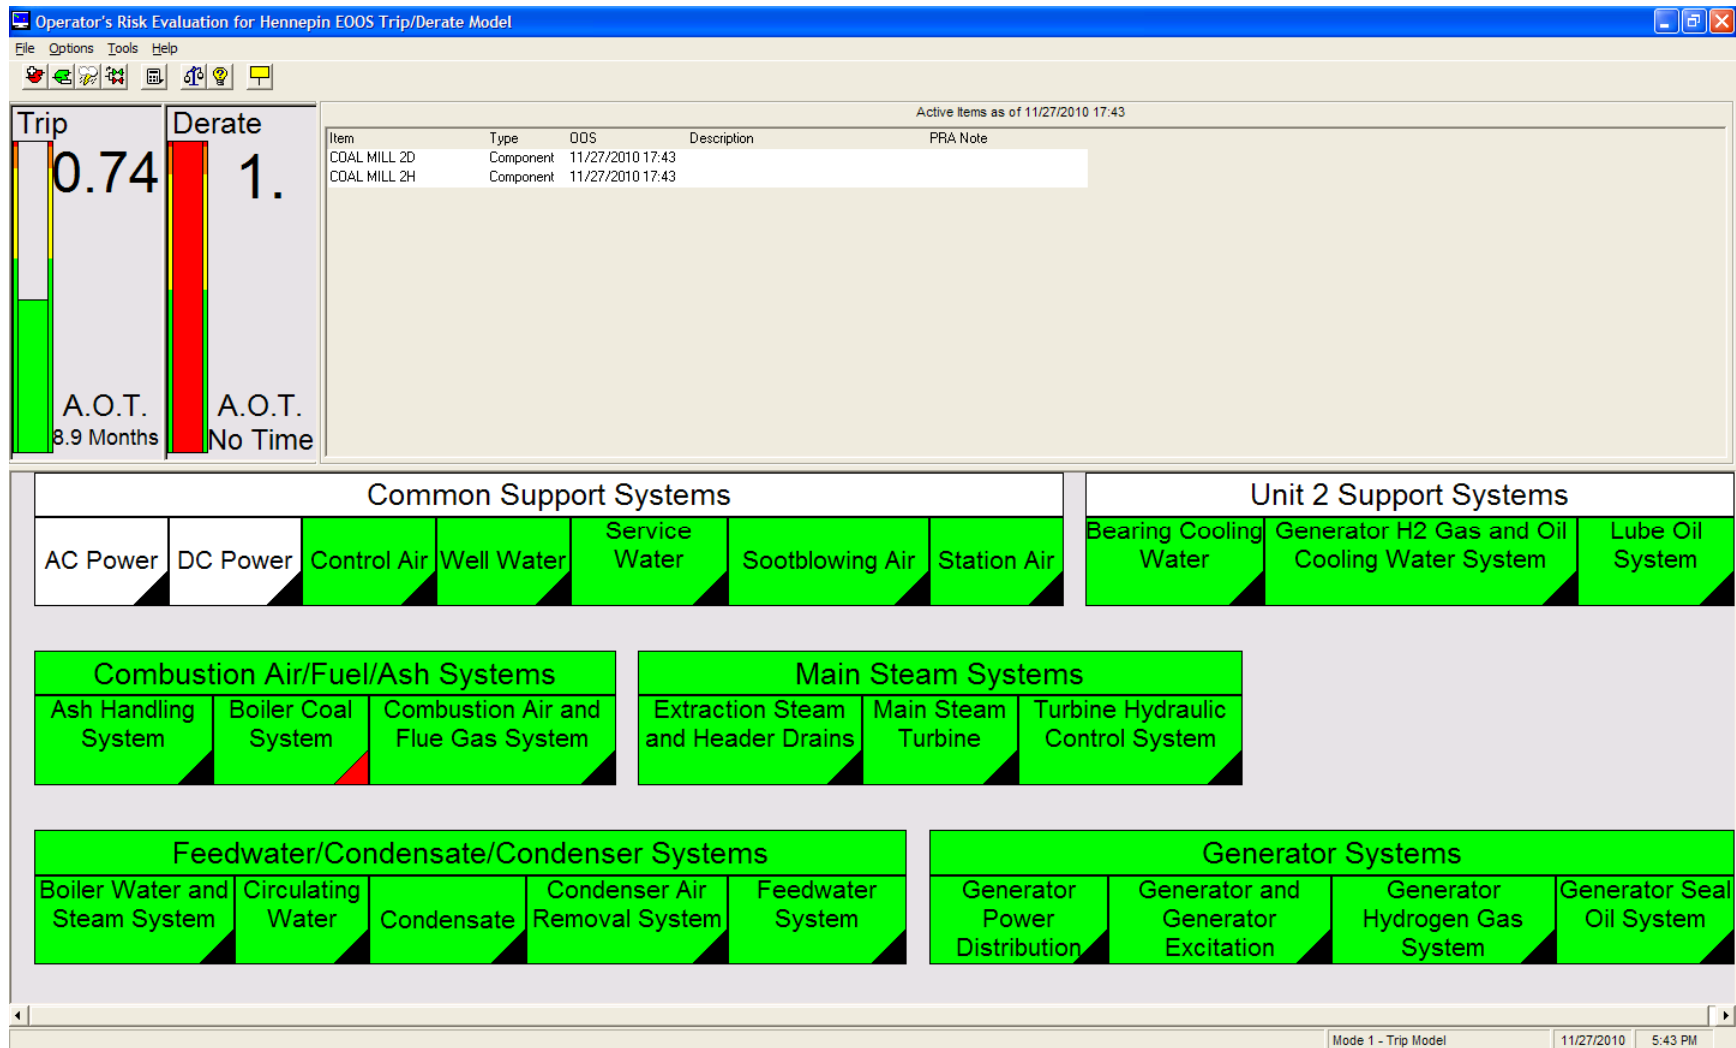 Operator's Risk Evaluation for Hennepin EOOS Trip/Derate Model
File Options Tools Help
Trip
0.74
A.O.T.
8.9 Months
Derate
1.
A.O.T.
No Time
Active Items as of 11/27/2010 17:43
Item Type OOS Description PRA Note
COAL MILL 2D Component 11/27/2010 17:43
COAL MILL 2H Component 11/27/2010 17:43
Common Support Systems
AC Power
DC Power
Control Air
Well Water
Service
Water
Sootblowing Air
Station Air
Unit 2 Support Systems
Bearing Cooling
Water
Generator H2 Gas and Oil
Cooling Water System
Lube Oil
System
Combustion Air/Fuel/Ash Systems
Ash Handling
System
Boiler Coal
System
Combustion Air and
Flue Gas System
Main Steam Systems
Extraction Steam
and Header Drains
Main Steam
Turbine
Turbine Hydraulic
Control System
Feedwater/Condensate/Condenser Systems
Boiler Water and
Steam System
Circulating
Water
Condensate
Condenser Air
Removal System
Feedwater
System
Generator Systems
Generator
Power
Distribution
Generator and
Generator
Excitation
Generator
Hydrogen Gas
System
Generator Seal
Oil System
Mode 1 - Trip Model 11/27/2010 5:43 PM